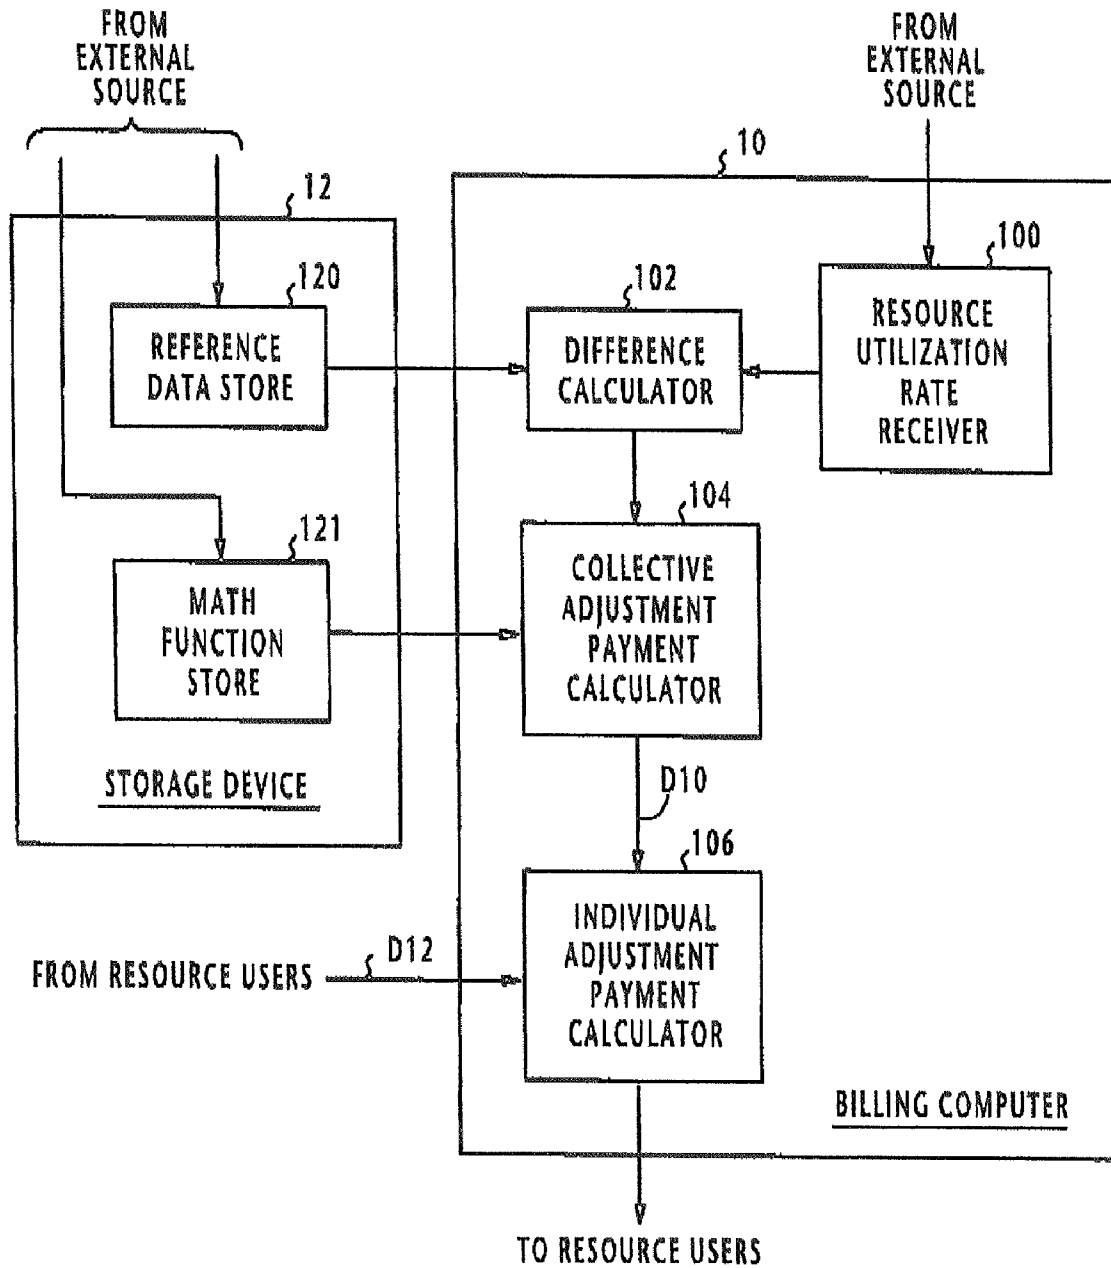 FROM
EXTERNAL
SOURCE
FROM
EXTERNAL
SOURCE
12
10
120
REFERENCE
DATA STORE
102
DIFFERENCE
CALCULATOR
100
RESOURCE
UTILIZATION
RATE
RECEIVER
121
MATH
FUNCTION
STORE
104
COLLECTIVE
ADJUSTMENT
PAYMENT
CALCULATOR
STORAGE DEVICE
D10
106
INDIVIDUAL
ADJUSTMENT
PAYMENT
CALCULATOR
FROM RESOURCE USERS
D12
BILLING COMPUTER
TO RESOURCE USERS